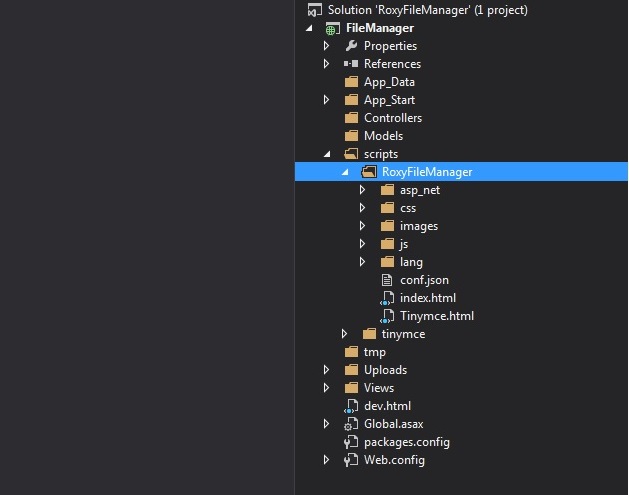 Solution 'RoxyFileManager' (1 project)
FileManager
Properties
References
App_Data
App_Start
Controllers
Models
scripts
RoxyFileManager
asp_net
css
images
js
lang
conf.json
index.html
Tinymce.html
tinymce
tmp
Uploads
Views
dev.html
Global.asax
packages.config
Web.config